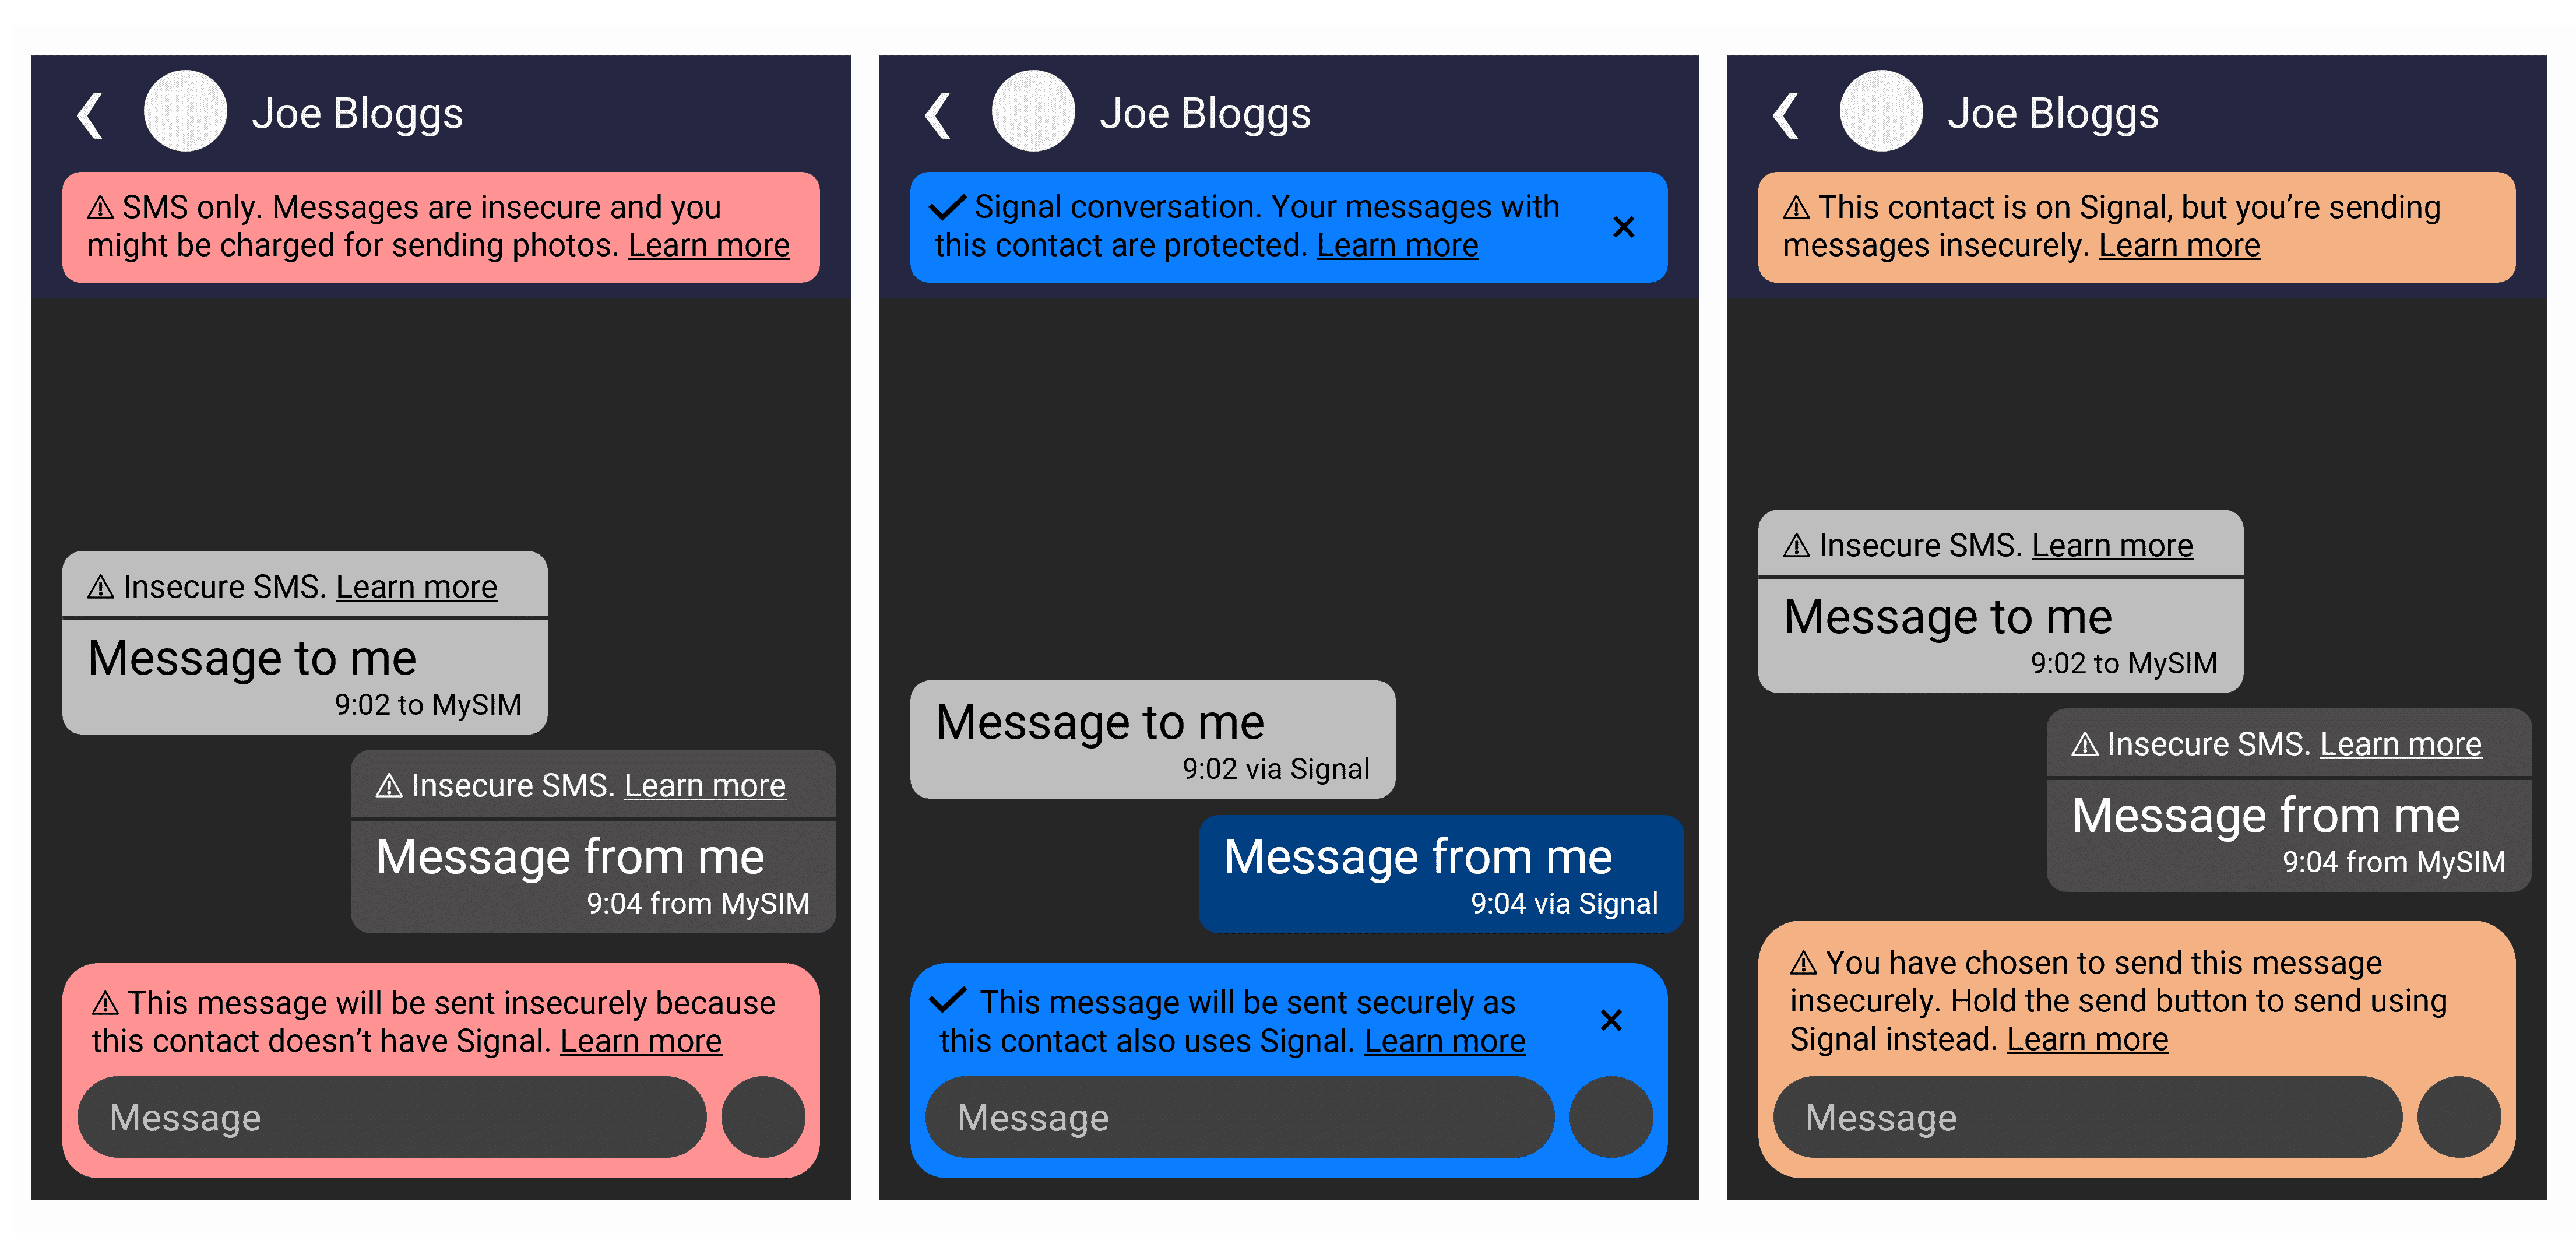 Joe Bloggs
⚠ SMS only. Messages are insecure and you
might be charged for sending photos. Learn more
⚠ Insecure SMS. Learn more
Message to me
9:02 to MySIM
⚠ Insecure SMS. Learn more
Message from me
9:04 from MySIM
⚠ This message will be sent insecurely because
this contact doesn’t have Signal. Learn more
Message
Joe Bloggs
✓ Signal conversation. Your messages with
this contact are protected. Learn more
×
Message to me
9:02 via Signal
Message from me
9:04 via Signal
✓ This message will be sent securely as
this contact also uses Signal. Learn more
×
Message
Joe Bloggs
⚠ This contact is on Signal, but you’re sending
messages insecurely. Learn more
⚠ Insecure SMS. Learn more
Message to me
9:02 to MySIM
⚠ Insecure SMS. Learn more
Message from me
9:04 from MySIM
⚠ You have chosen to send this message
insecurely. Hold the send button to send using
Signal instead. Learn more
Message